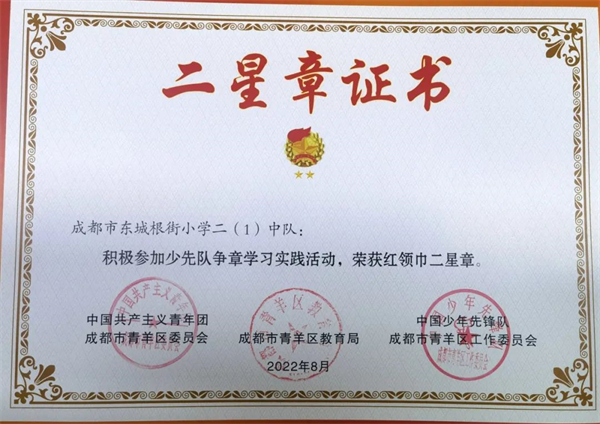 二星章证书
成都市东城根街小学二（1）中队：
积极参加少先队争章学习实践活动，荣获红领巾二星章。
中国共产主义青年团
成都市青羊区委员会
成都市青羊区教育局
中国少年先锋队
成都市青羊区工作委员会
2022年8月